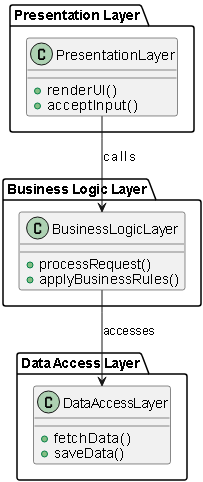 Presentation Layer
C PresentationLayer
renderUI()
acceptInput()
calls
Business Logic Layer
C BusinessLogicLayer
processRequest()
applyBusinessRules()
accesses
Data Access Layer
C DataAccessLayer
fetchData()
saveData()